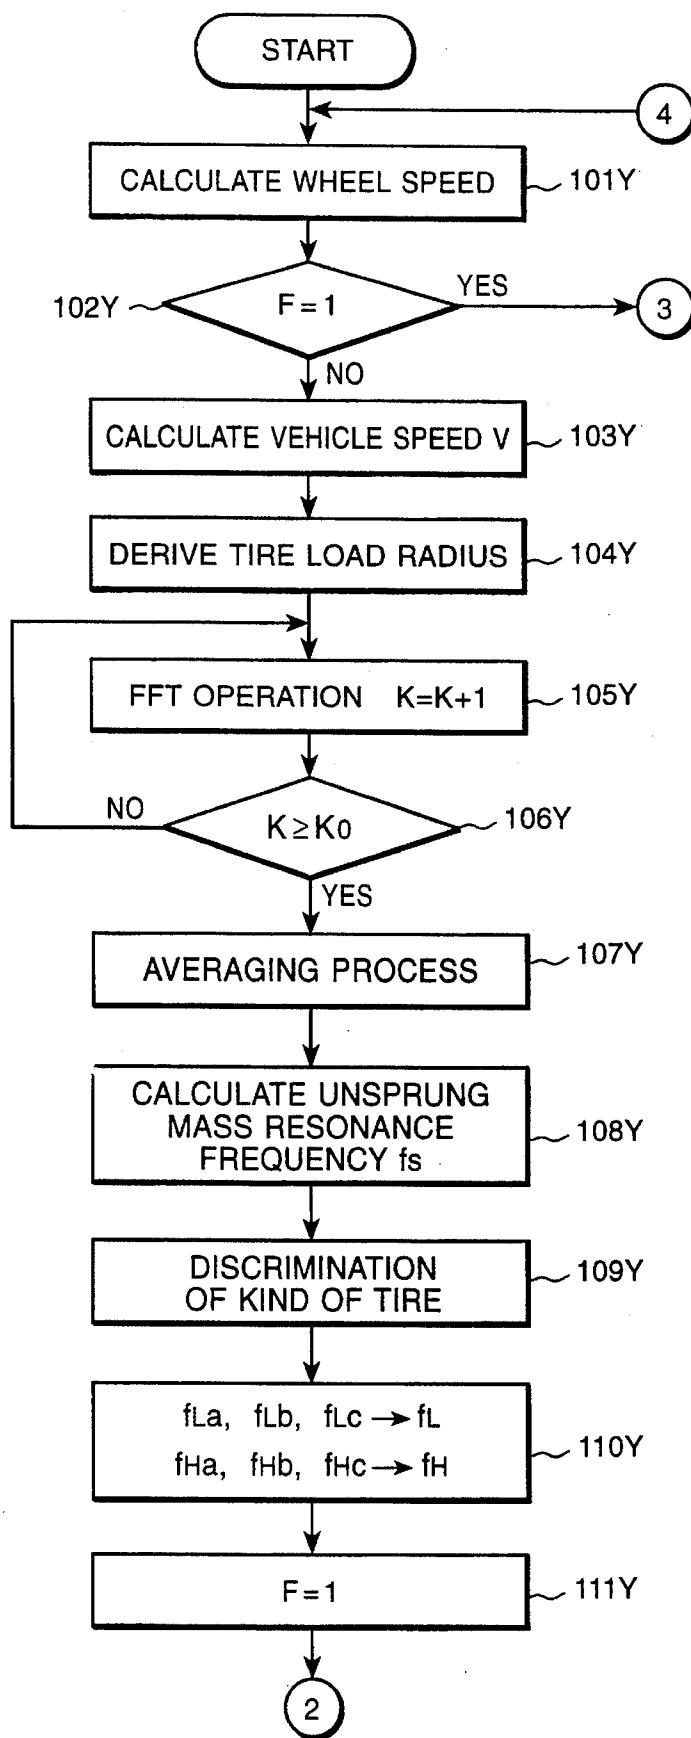 START
4
CALCULATE WHEEL SPEED 101Y
102Y F=1 YES 3
NO
CALCULATE VEHICLE SPEED V 103Y
DERIVE TIRE LOAD RADIUS 104Y
FFT OPERATION K=K+1 105Y
NO K≥K0 106Y
YES
AVERAGING PROCESS 107Y
CALCULATE UNSPRUNG
MASS RESONANCE 108Y
FREQUENCY fs
DISCRIMINATION 109Y
OF KIND OF TIRE
fLa, fLb, fLc → fL
fHa, fHb, fHc → fH 110Y
F=1 111Y
2